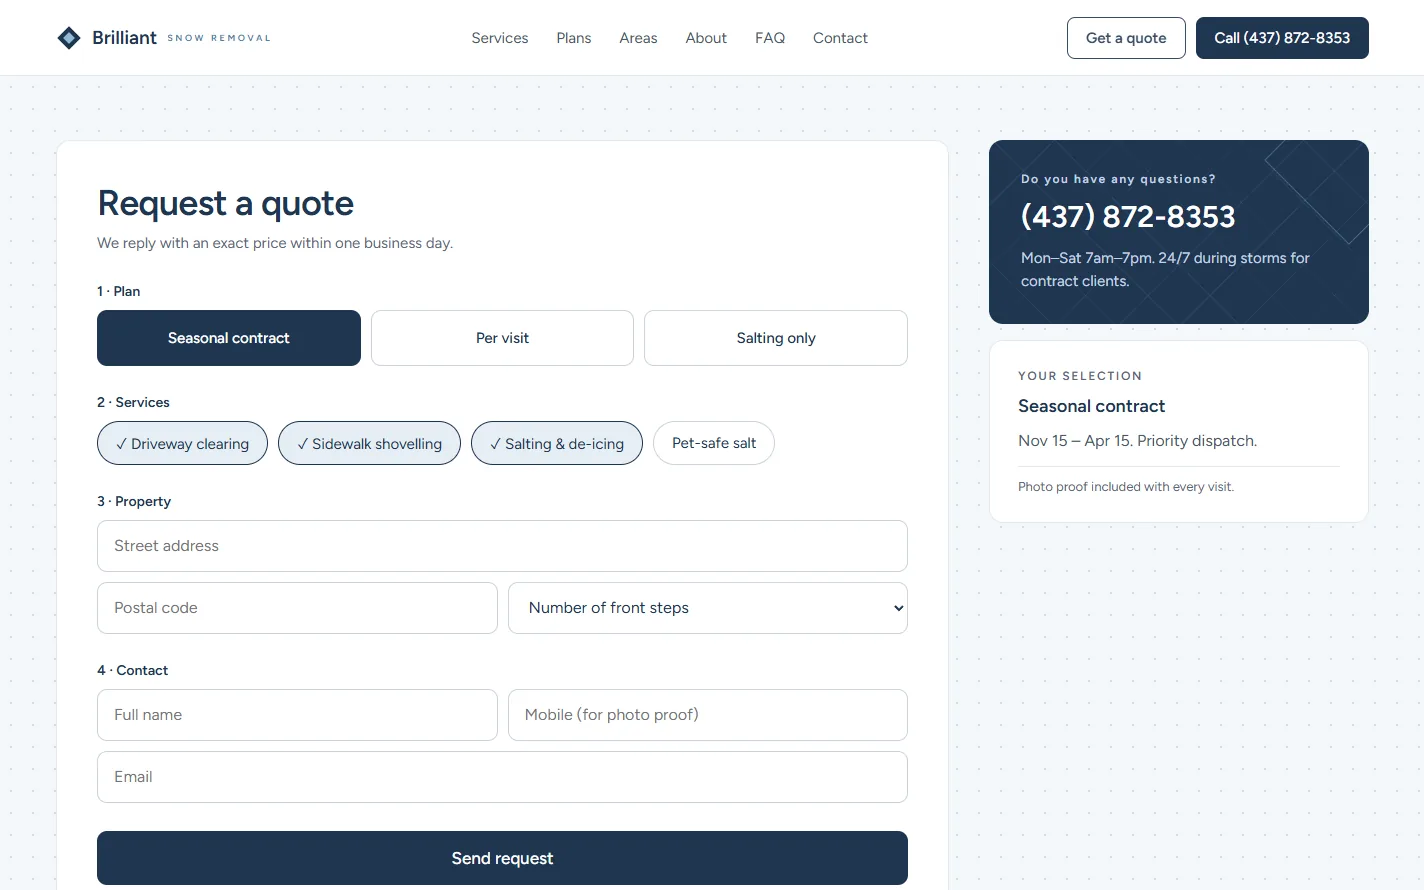 Brilliant SNOW REMOVAL
Services Plans Areas About FAQ Contact
Get a quote
Call (437) 872-8353
Request a quote
We reply with an exact price within one business day.
1 · Plan
Seasonal contract
Per visit
Salting only
2 · Services
✓ Driveway clearing
✓ Sidewalk shovelling
✓ Salting & de-icing
Pet-safe salt
3 · Property
Street address
Postal code
Number of front steps
4 · Contact
Full name
Mobile (for photo proof)
Email
Send request
Do you have any questions?
(437) 872-8353
Mon–Sat 7am–7pm. 24/7 during storms for
contract clients.
YOUR SELECTION
Seasonal contract
Nov 15 – Apr 15. Priority dispatch.
Photo proof included with every visit.